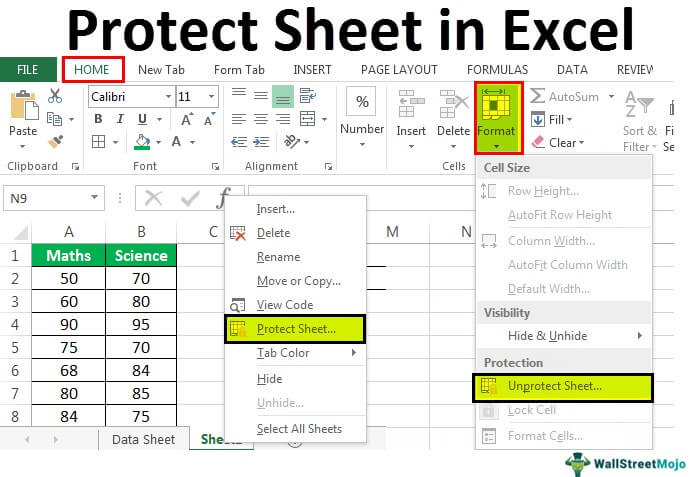 Protect Sheet in Excel
FILE HOME New Tab Form Tab INSERT PAGE LAYOUT FORMULAS DATA REVIEW
Paste
Calibri 11
B I U
A A
%
Number
Insert Delete Format
AutoSum
Fill
Clear
Sort &
Filter
Clipboard Font Alignment Cells
N9
fx
A B C M N
1 Maths Science
2 50 70
3 60 80
4 90 95
5 75 70
6 68 84
7 80 85
8 84 75
Data Sheet Sheet
Insert...
Delete
Rename
Move or Copy...
View Code
Protect Sheet...
Tab Color
Hide
Unhide...
Select All Sheets
Cell Size
Row Height...
AutoFit Row Height
Column Width...
AutoFit Column Width
Default Width...
Visibility
Hide & Unhide
Protection
Unprotect Sheet...
Lock Cell
Format Cells...
WallStreetMojo